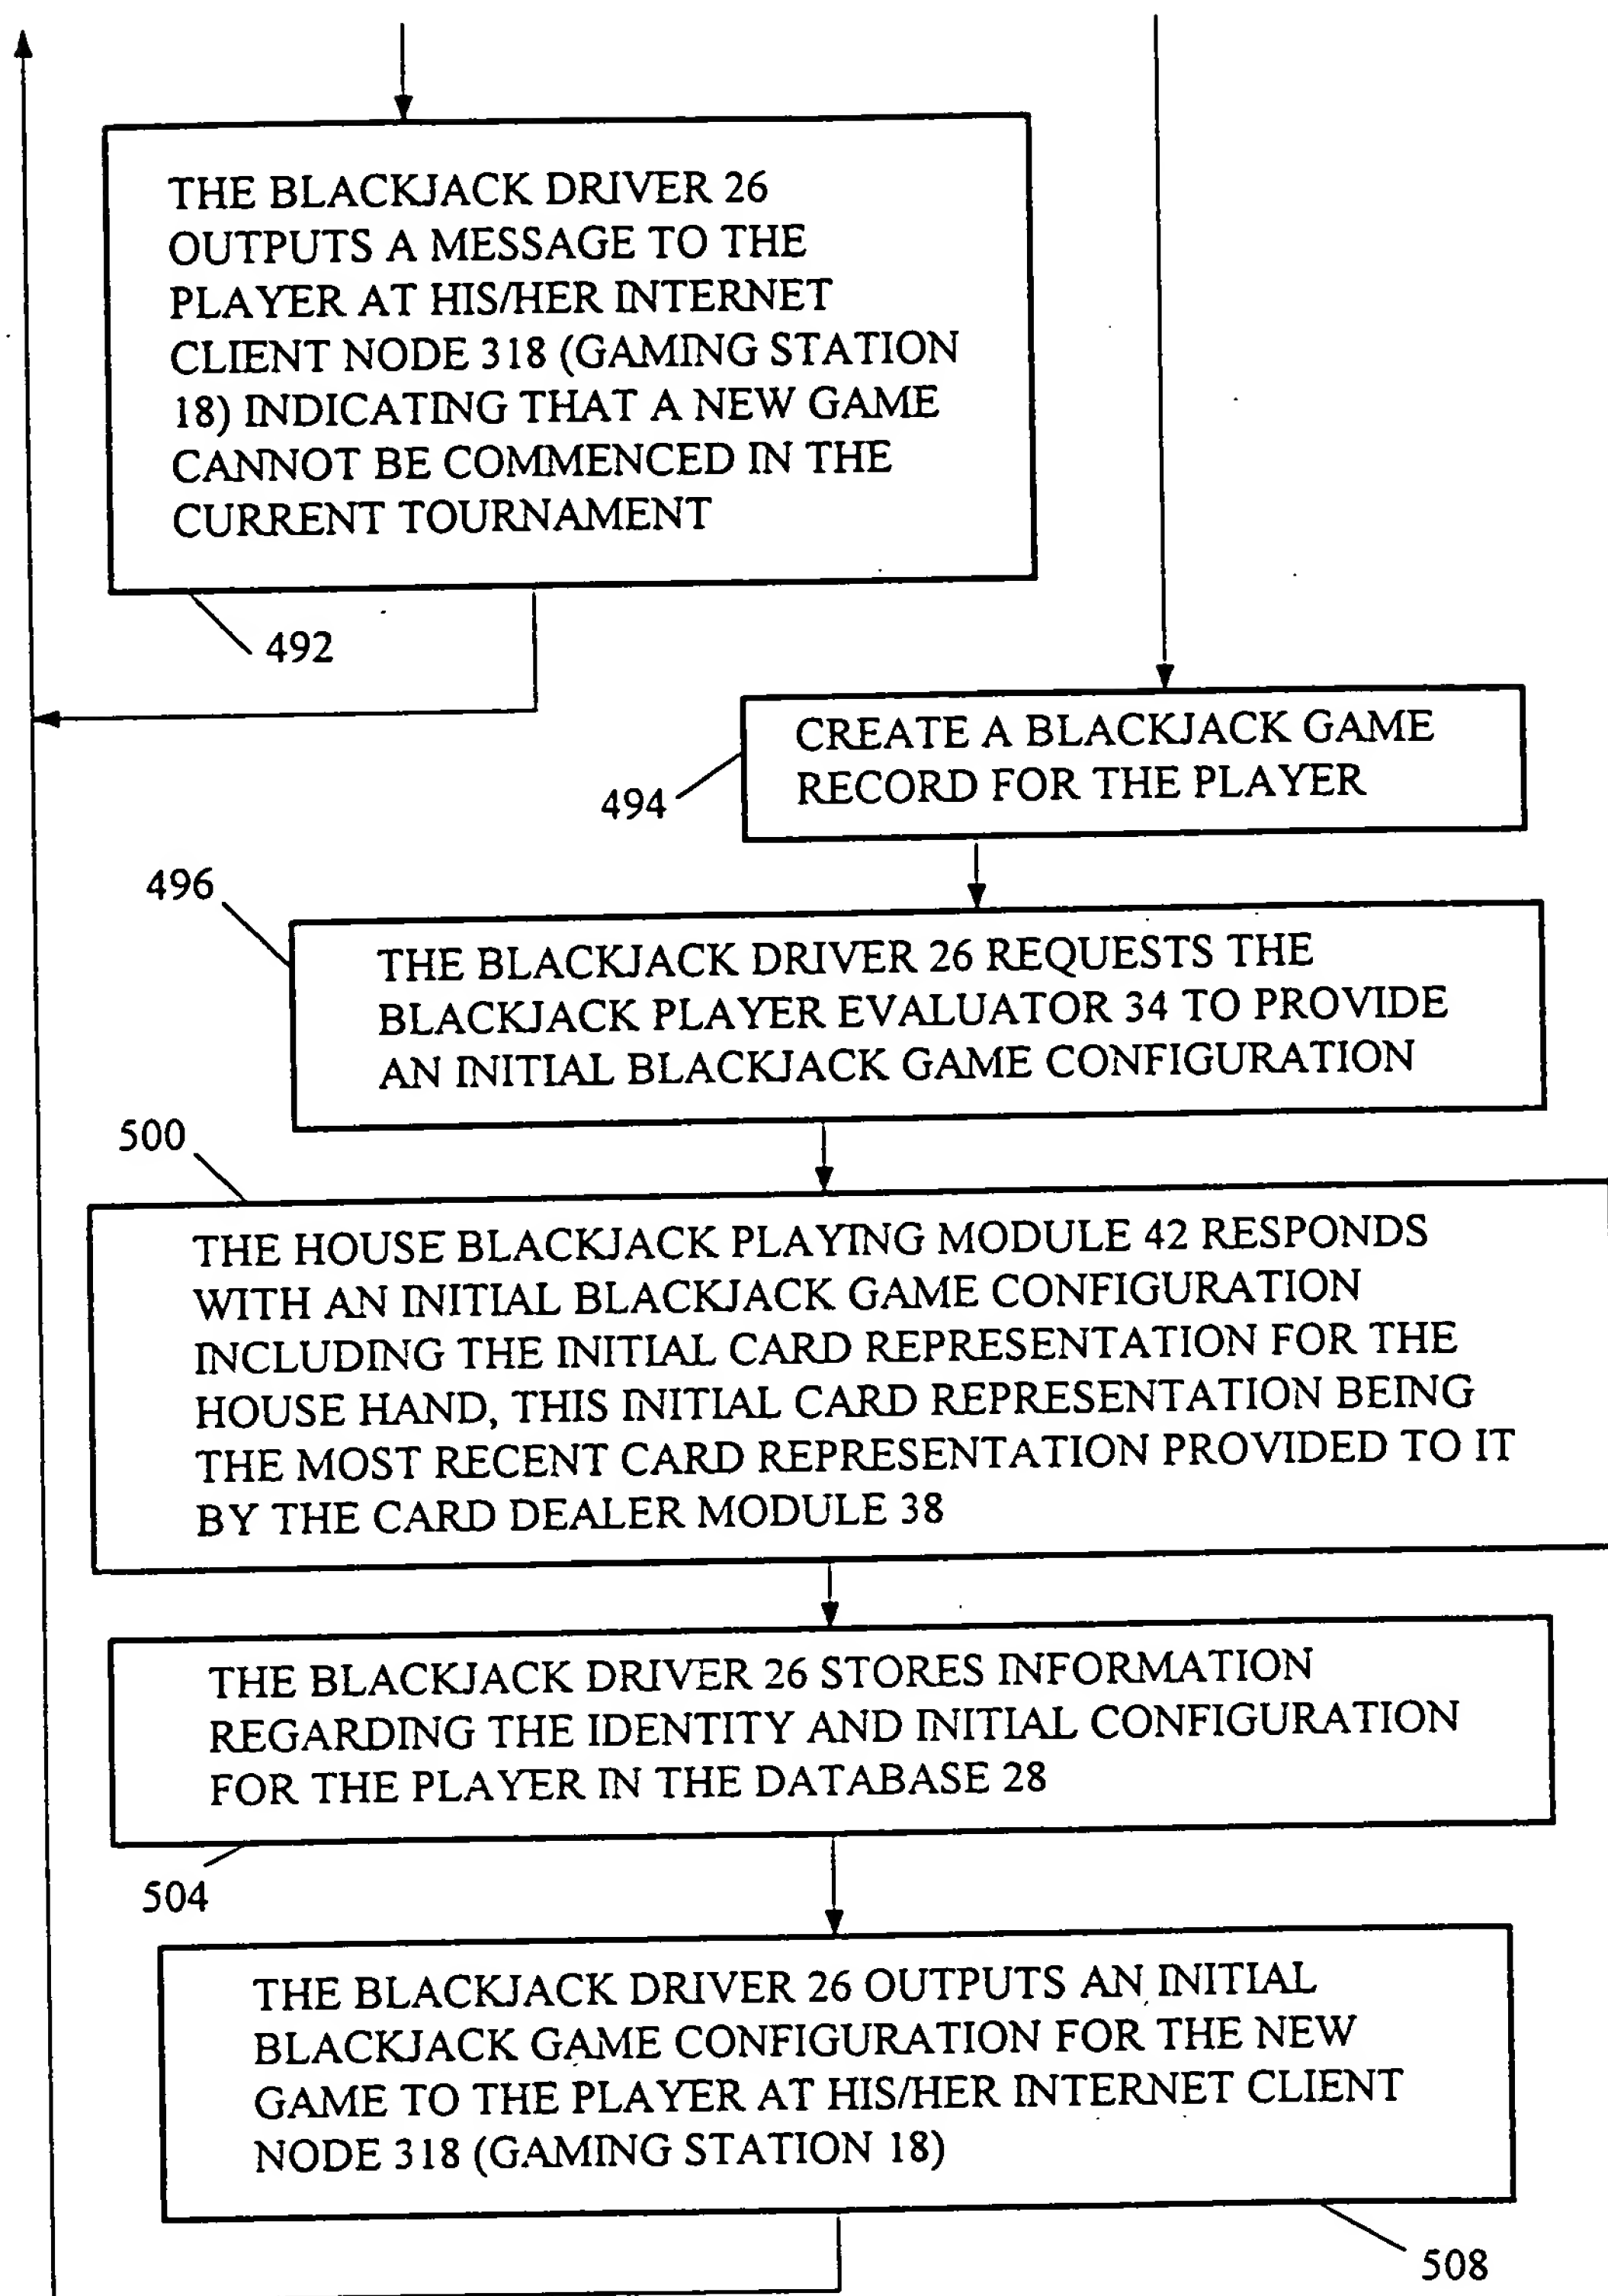 THE BLACKJACK DRIVER 26
OUTPUTS A MESSAGE TO THE
PLAYER AT HIS/HER INTERNET
CLIENT NODE 318 (GAMING STATION
18) INDICATING THAT A NEW GAME
CANNOT BE COMMENCED IN THE
CURRENT TOURNAMENT
492
CREATE A BLACKJACK GAME
RECORD FOR THE PLAYER
494
496
THE BLACKJACK DRIVER 26 REQUESTS THE
BLACKJACK PLAYER EVALUATOR 34 TO PROVIDE
AN INITIAL BLACKJACK GAME CONFIGURATION
500
THE HOUSE BLACKJACK PLAYING MODULE 42 RESPONDS
WITH AN INITIAL BLACKJACK GAME CONFIGURATION
INCLUDING THE INITIAL CARD REPRESENTATION FOR THE
HOUSE HAND, THIS INITIAL CARD REPRESENTATION BEING
THE MOST RECENT CARD REPRESENTATION PROVIDED TO IT
BY THE CARD DEALER MODULE 38
THE BLACKJACK DRIVER 26 STORES INFORMATION
REGARDING THE IDENTITY AND INITIAL CONFIGURATION
FOR THE PLAYER IN THE DATABASE 28
504
THE BLACKJACK DRIVER 26 OUTPUTS AN INITIAL
BLACKJACK GAME CONFIGURATION FOR THE NEW
GAME TO THE PLAYER AT HIS/HER INTERNET CLIENT
NODE 318 (GAMING STATION 18)
508